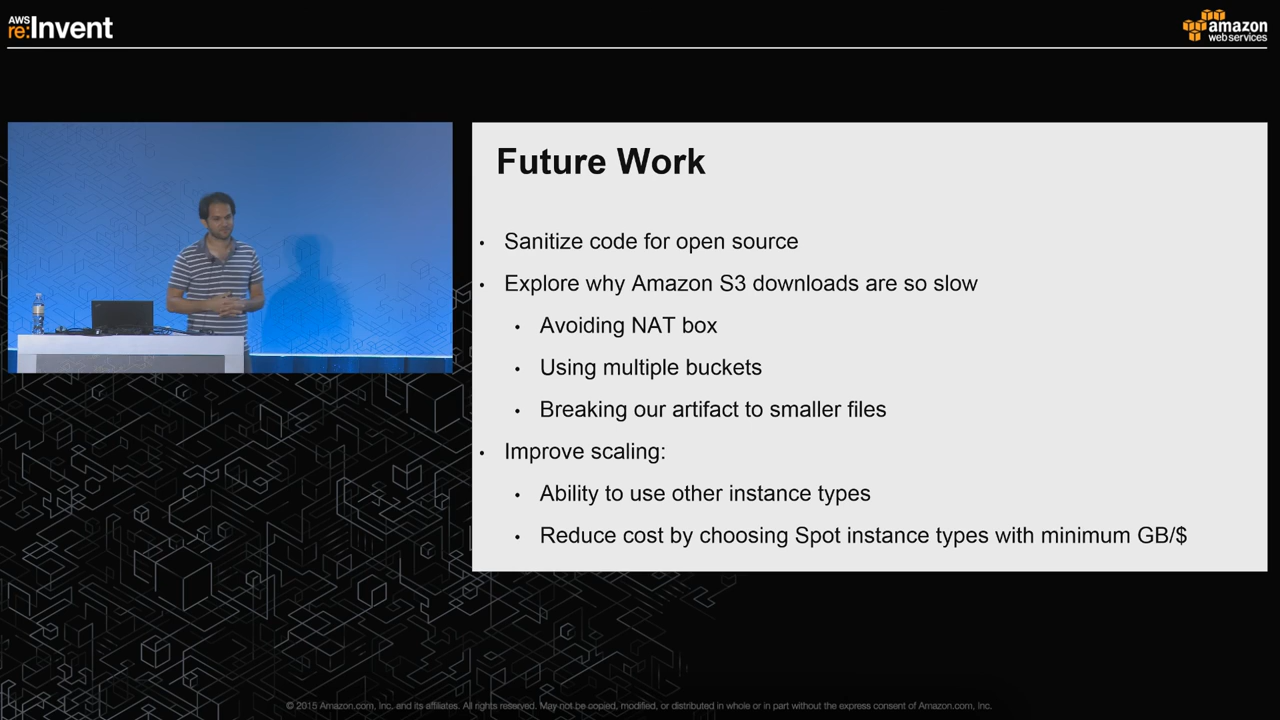 AWS
re:Invent
amazon
webservices
Future Work
• Sanitize code for open source
• Explore why Amazon S3 downloads are so slow
• Avoiding NAT box
• Using multiple buckets
• Breaking our artifact to smaller files
• Improve scaling:
• Ability to use other instance types
• Reduce cost by choosing Spot instance types with minimum GB/$
© 2015 Amazon.com, Inc. and its affiliates. All rights reserved. May not be copied, modified, or distributed in whole or in part without the express consent of Amazon.com, Inc.